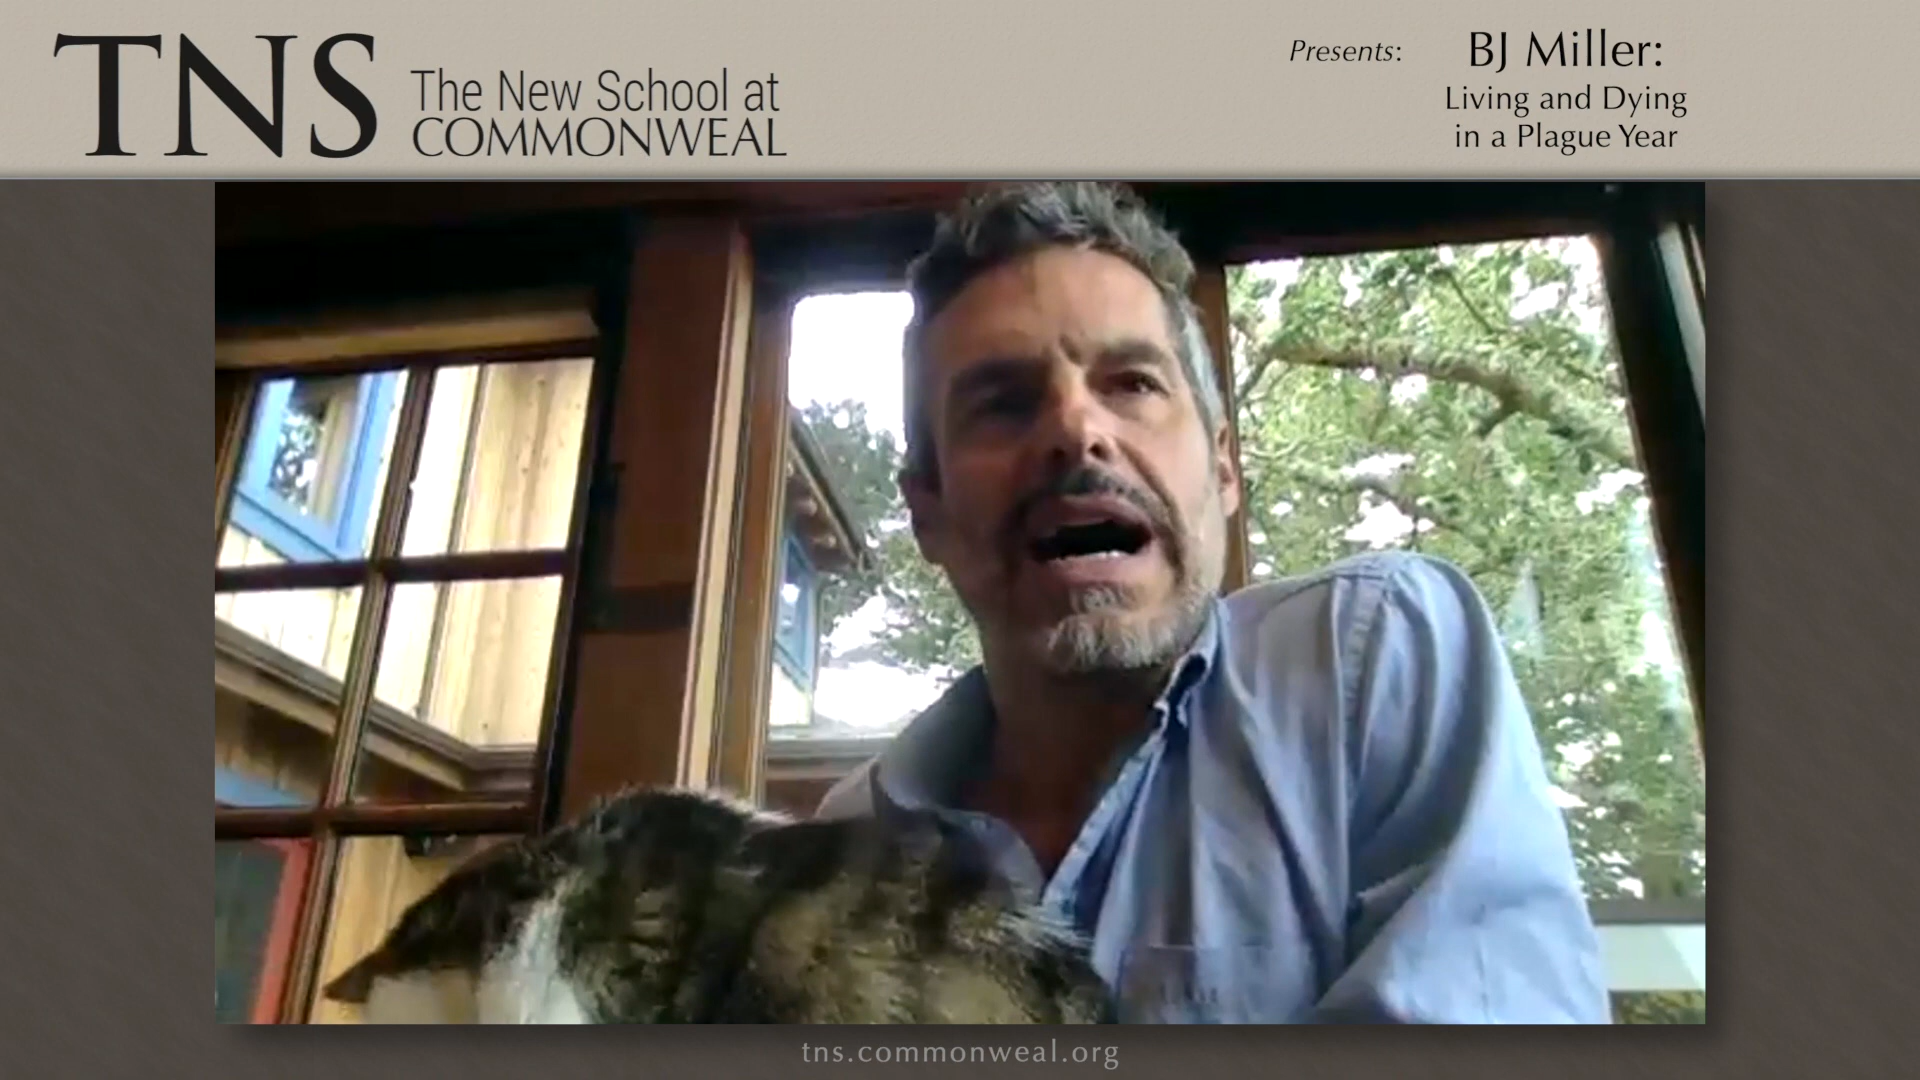 TNS
The New School at
COMMONWEAL
Presents:
BJ Miller:
Living and Dying
in a Plague Year
tns.commonweal.org